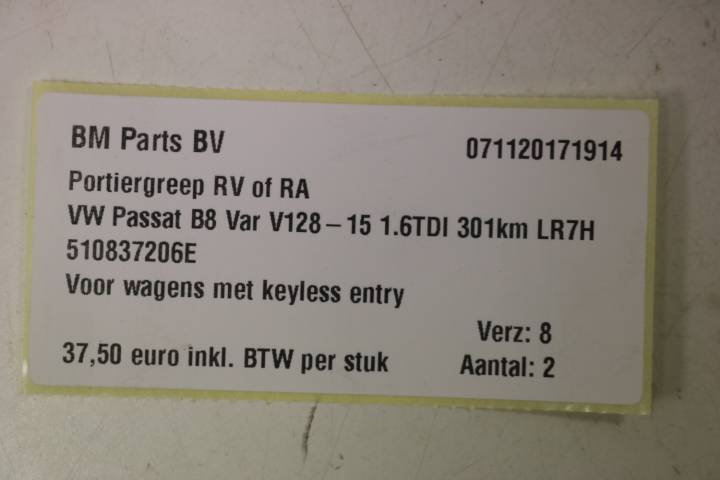 BM Parts BV 071120171914
Portiergreep RV of RA
VW Passat B8 Var V128 – 15 1.6TDI 301km LR7H
510837206E
Voor wagens met keyless entry
Verz: 8
37,50 euro inkl. BTW per stuk Aantal: 2